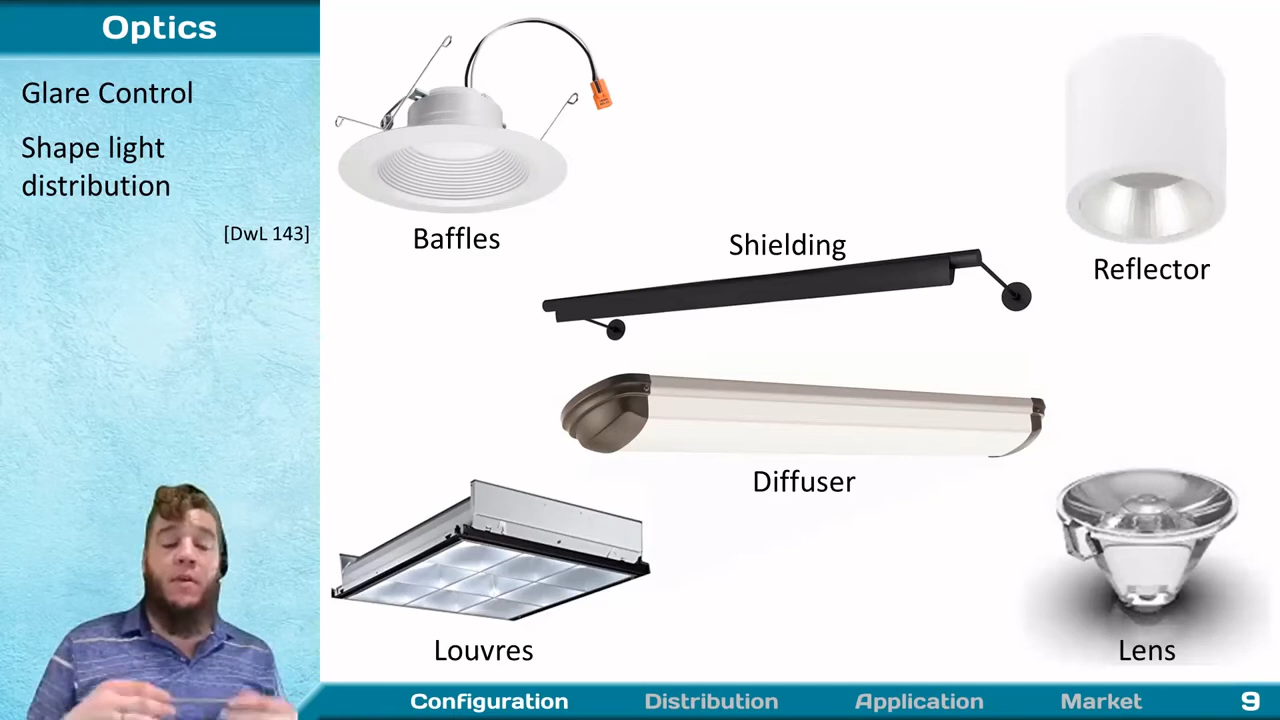 Optics
Glare Control
Shape light
distribution
[DwL 143]
Baffles
Shielding
Reflector
Diffuser
Louvres
Lens
Configuration Distribution Application Market 9